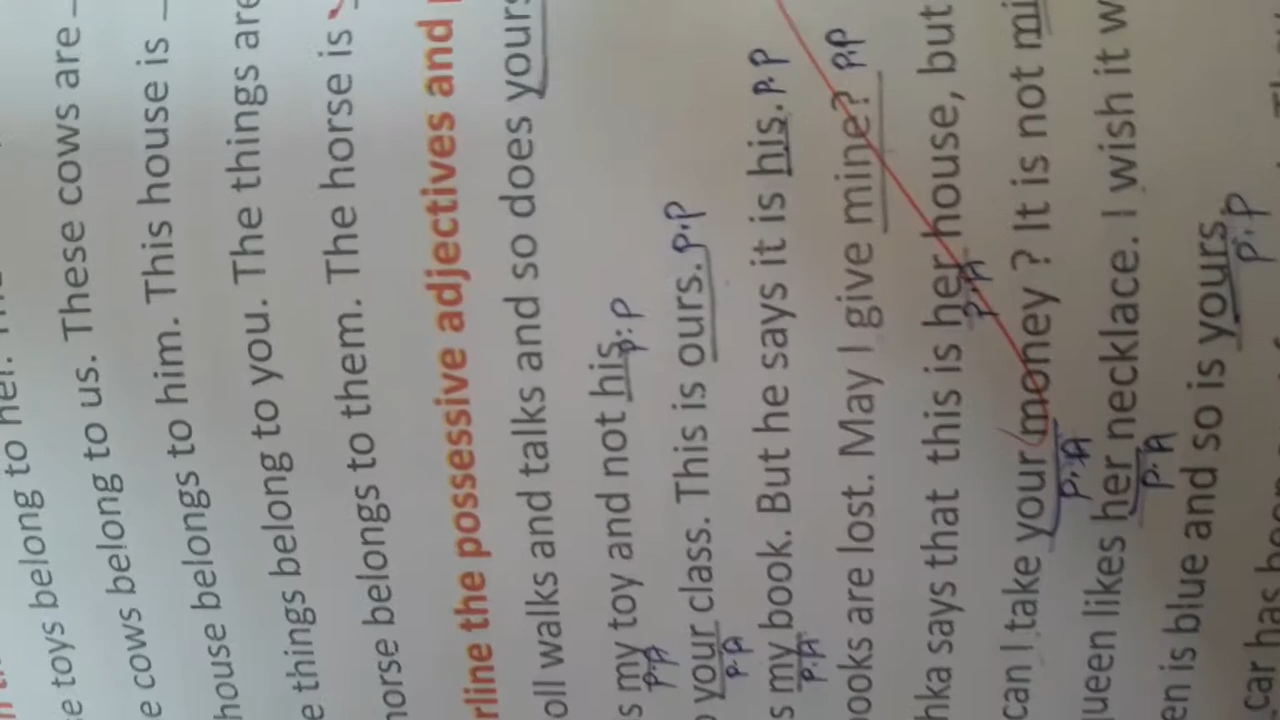 toys belong to her.
cows belong to us. These cows are
house belongs to him. This house is
things belong to you. The things are
horse belongs to them. The horse is
rline the possessive adjectives and
oll walks and talks and so does yours
s my toy and not his.
P.A P.P
your class. This is ours. P.P
P.A
s my book. But he says it is his. P.P
P.A
ooks are lost. May I give mine? P.P
hka says that this is her house, but
P.A
can I take your money ? It is not mi
P.A
ueen likes her necklace. I wish it w
P.A
en is blue and so is yours
P.P
car has